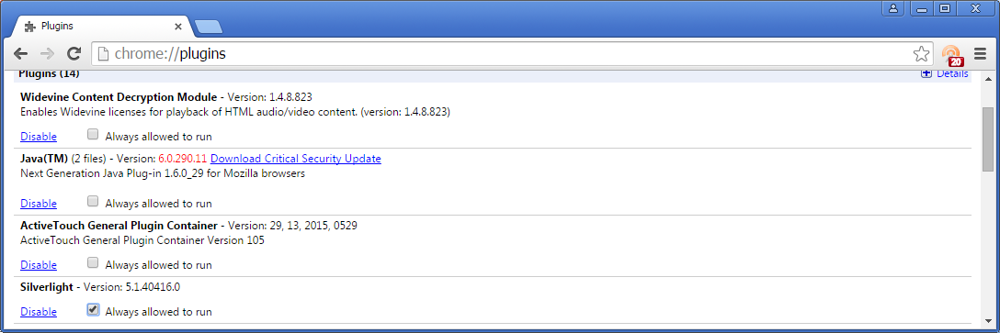 Plugins
chrome://plugins
20
Plugins (14)
Details
Widevine Content Decryption Module - Version: 1.4.8.823
Enables Widevine licenses for playback of HTML audio/video content. (version: 1.4.8.823)
Disable Always allowed to run
Java(TM) (2 files) - Version: 6.0.290.11 Download Critical Security Update
Next Generation Java Plug-in 1.6.0_29 for Mozilla browsers
Disable Always allowed to run
ActiveTouch General Plugin Container - Version: 29, 13, 2015, 0529
ActiveTouch General Plugin Container Version 105
Disable Always allowed to run
Silverlight - Version: 5.1.40416.0
Disable Always allowed to run